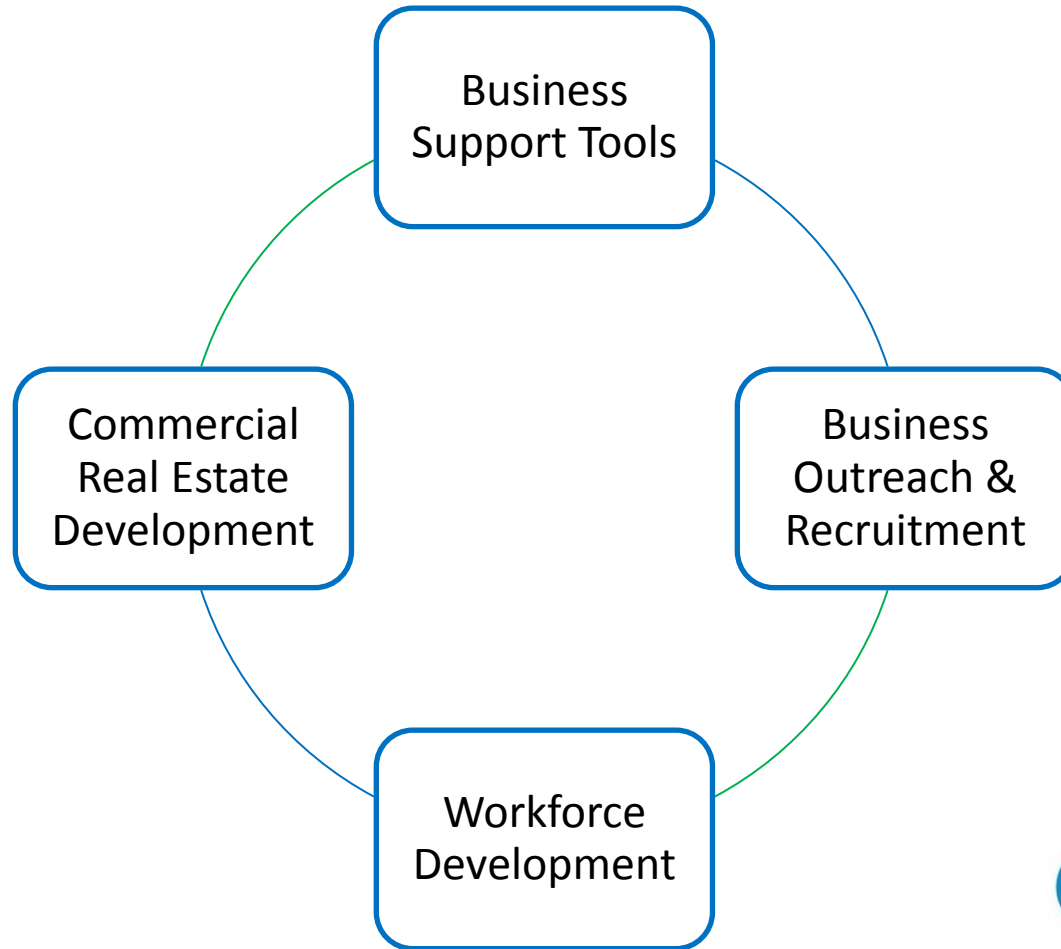 Business
Support Tools
Commercial
Real Estate
Development
Business
Outreach &
Recruitment
Workforce
Development